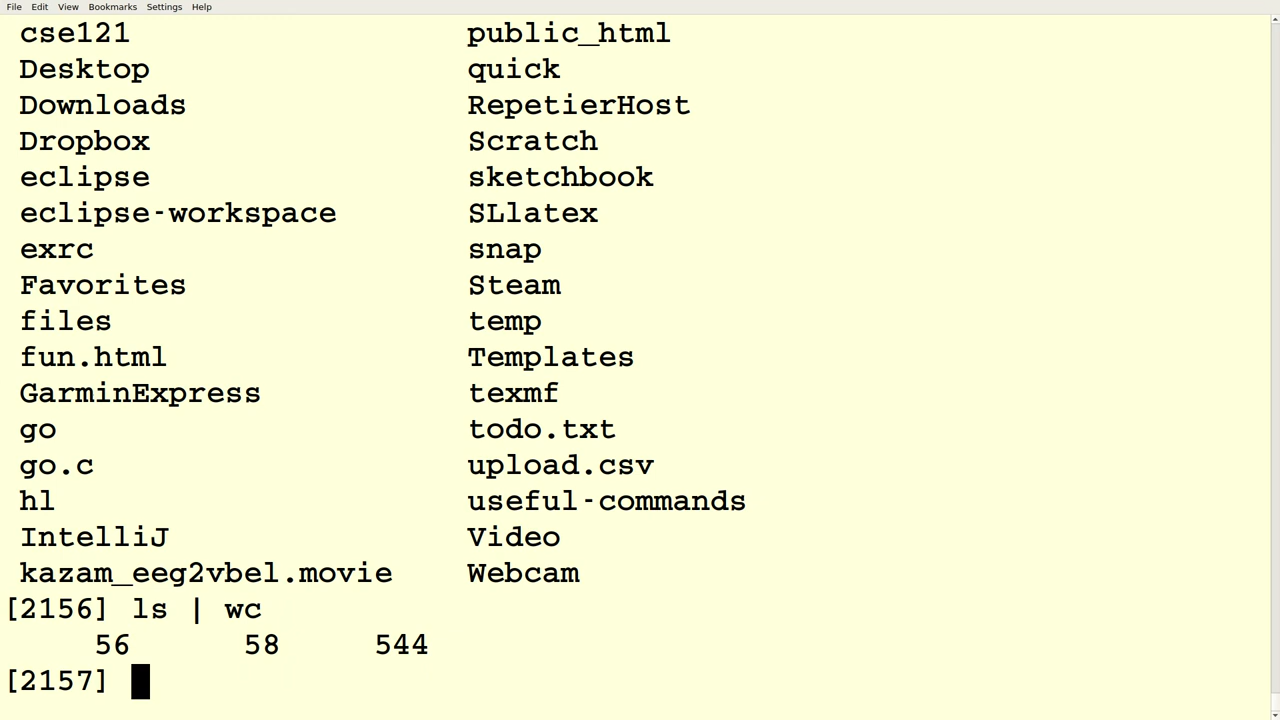 File Edit View Bookmarks Settings Help
cse121 public_html
Desktop quick
Downloads RepetierHost
Dropbox Scratch
eclipse sketchbook
eclipse-workspace SLlatex
exrc snap
Favorites Steam
files temp
fun.html Templates
GarminExpress texmf
go todo.txt
go.c upload.csv
hl useful-commands
IntelliJ Video
kazam_eeg2vbel.movie Webcam
[2156] ls | wc
56 58 544
[2157]